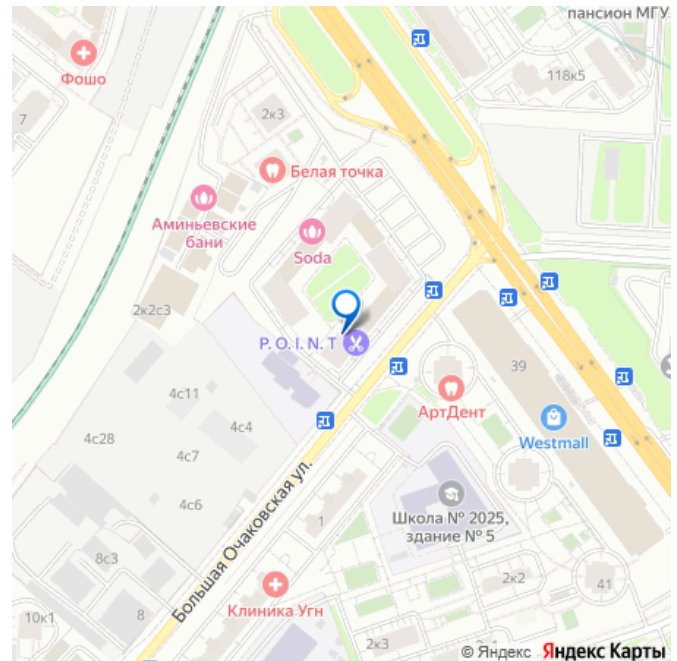 пансион МГУ
Фошо
118к5
7
2к3
Белая точка
Аминьевские
бани
Soda
2к2с3
P. O. I. N. T
39
4с11
АртДент
4с4
Westmall
4с28
4с7
4с6
Школа № 2025,
здание № 5
Большая Очаковская ул.
1
8с3
2к2
41
Клиника Угн
10к1
8
2к3
© Яндекс Яндекс Карты